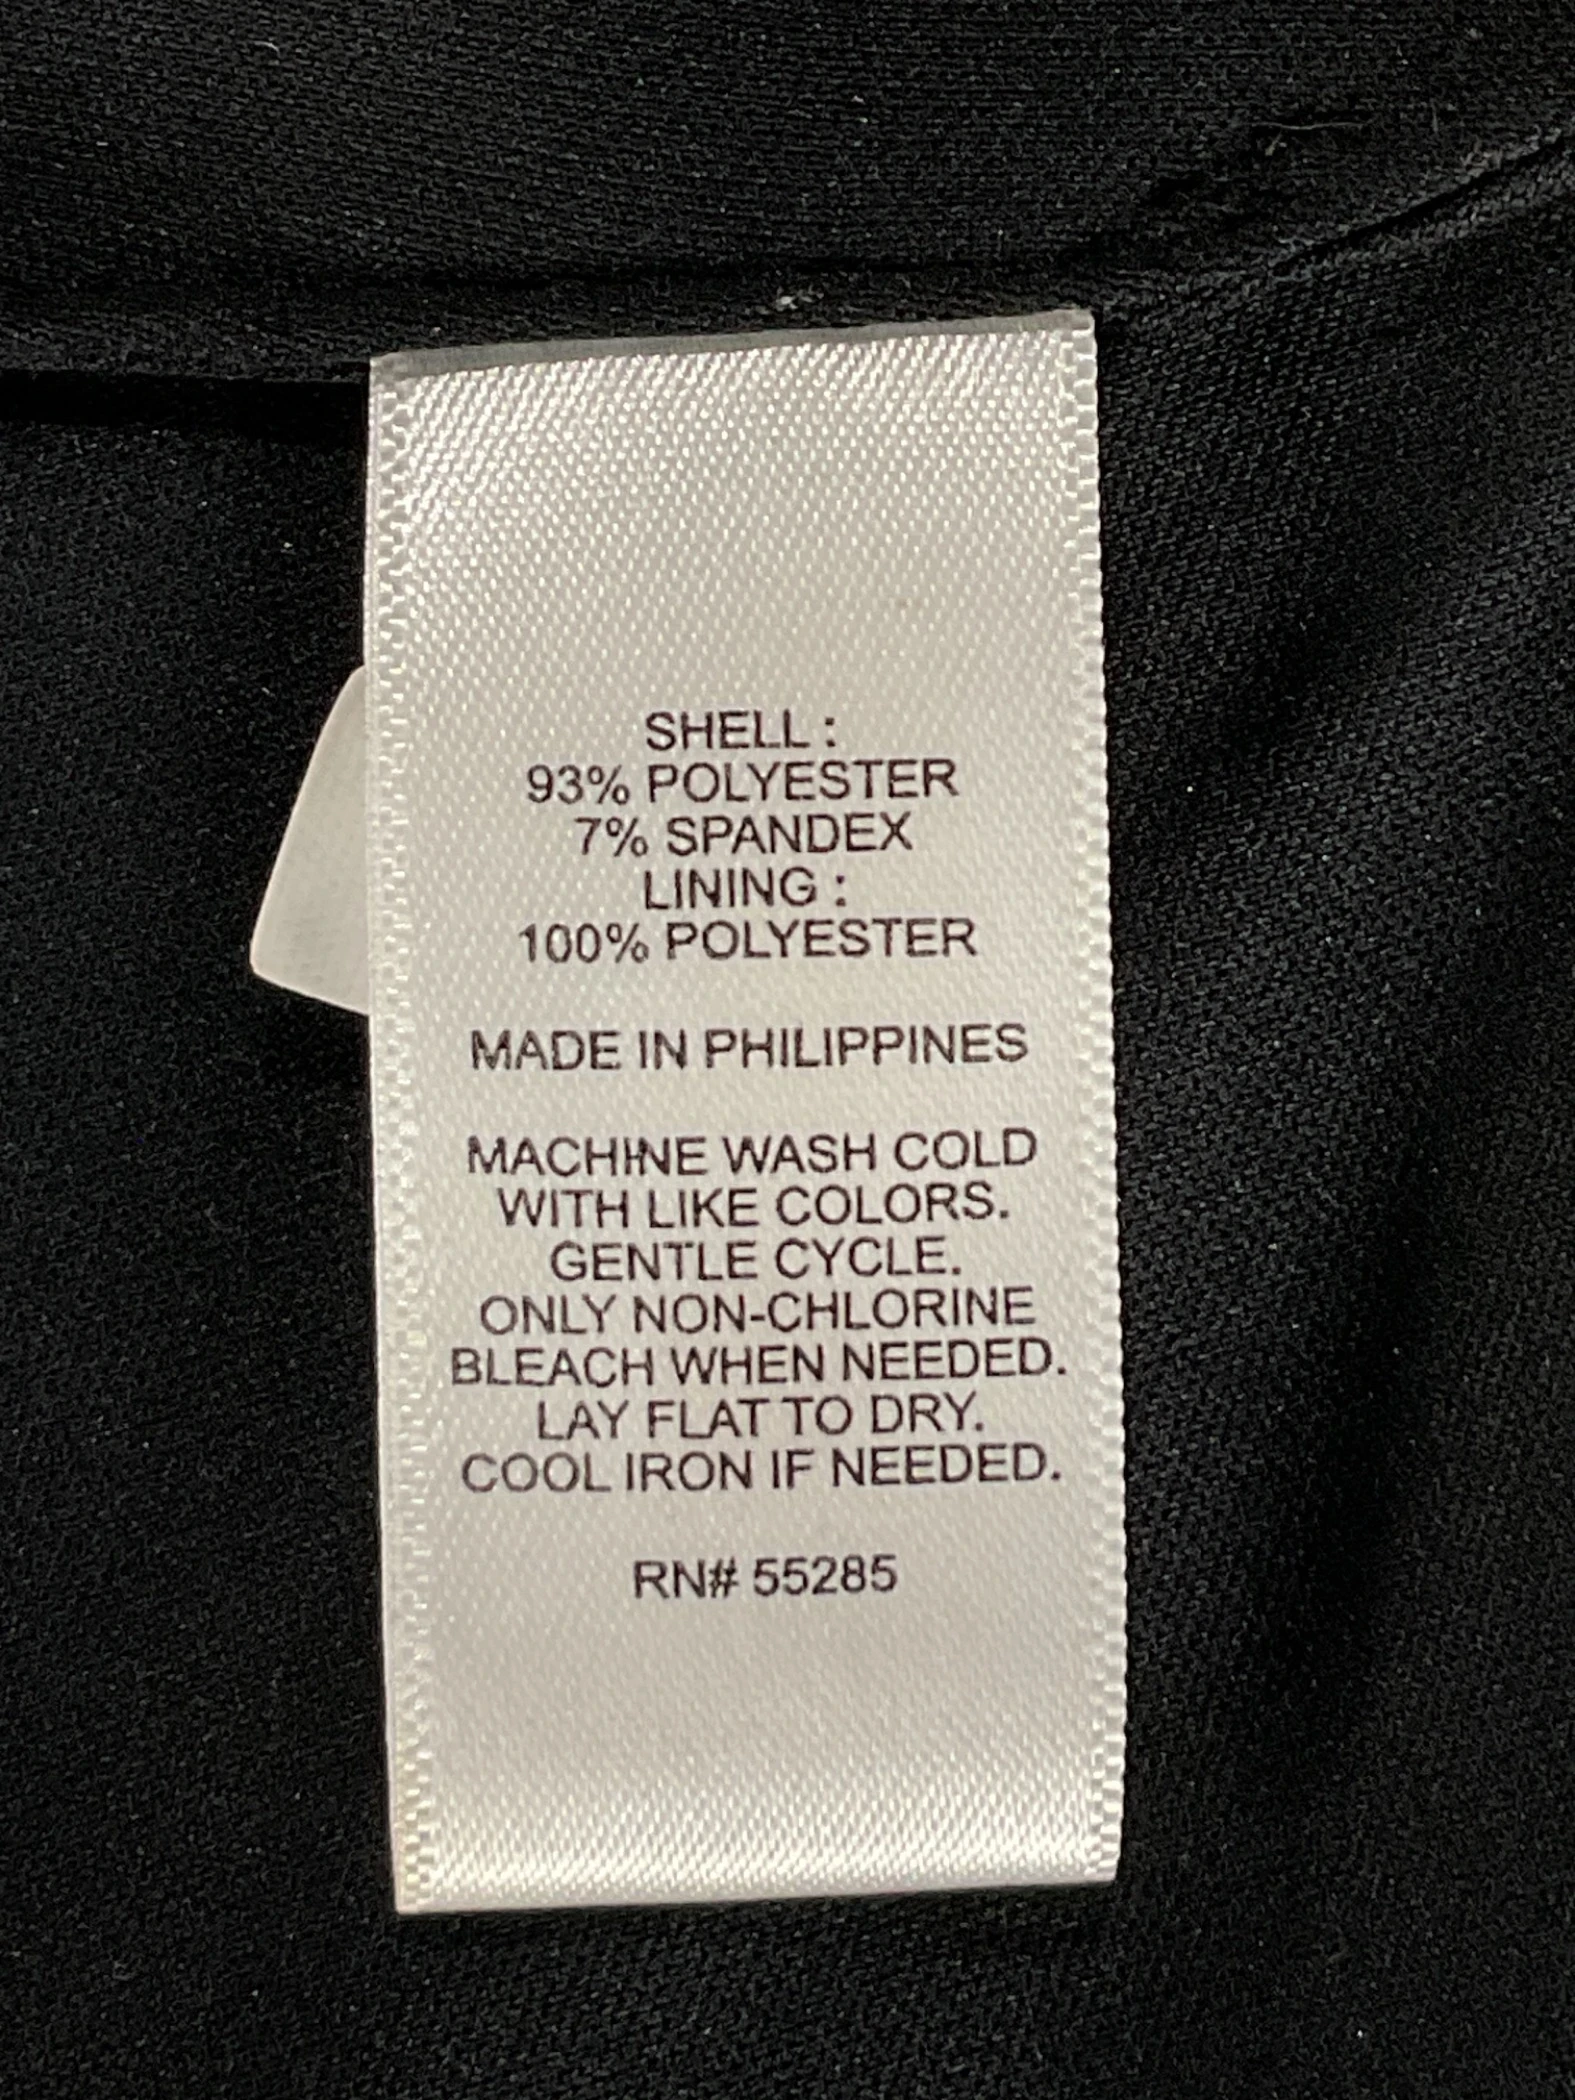 SHELL :
93% POLYESTER
7% SPANDEX
LINING :
100% POLYESTER
MADE IN PHILIPPINES
MACHINE WASH COLD
WITH LIKE COLORS.
GENTLE CYCLE.
ONLY NON-CHLORINE
BLEACH WHEN NEEDED.
LAY FLAT TO DRY.
COOL IRON IF NEEDED.
RN# 55285